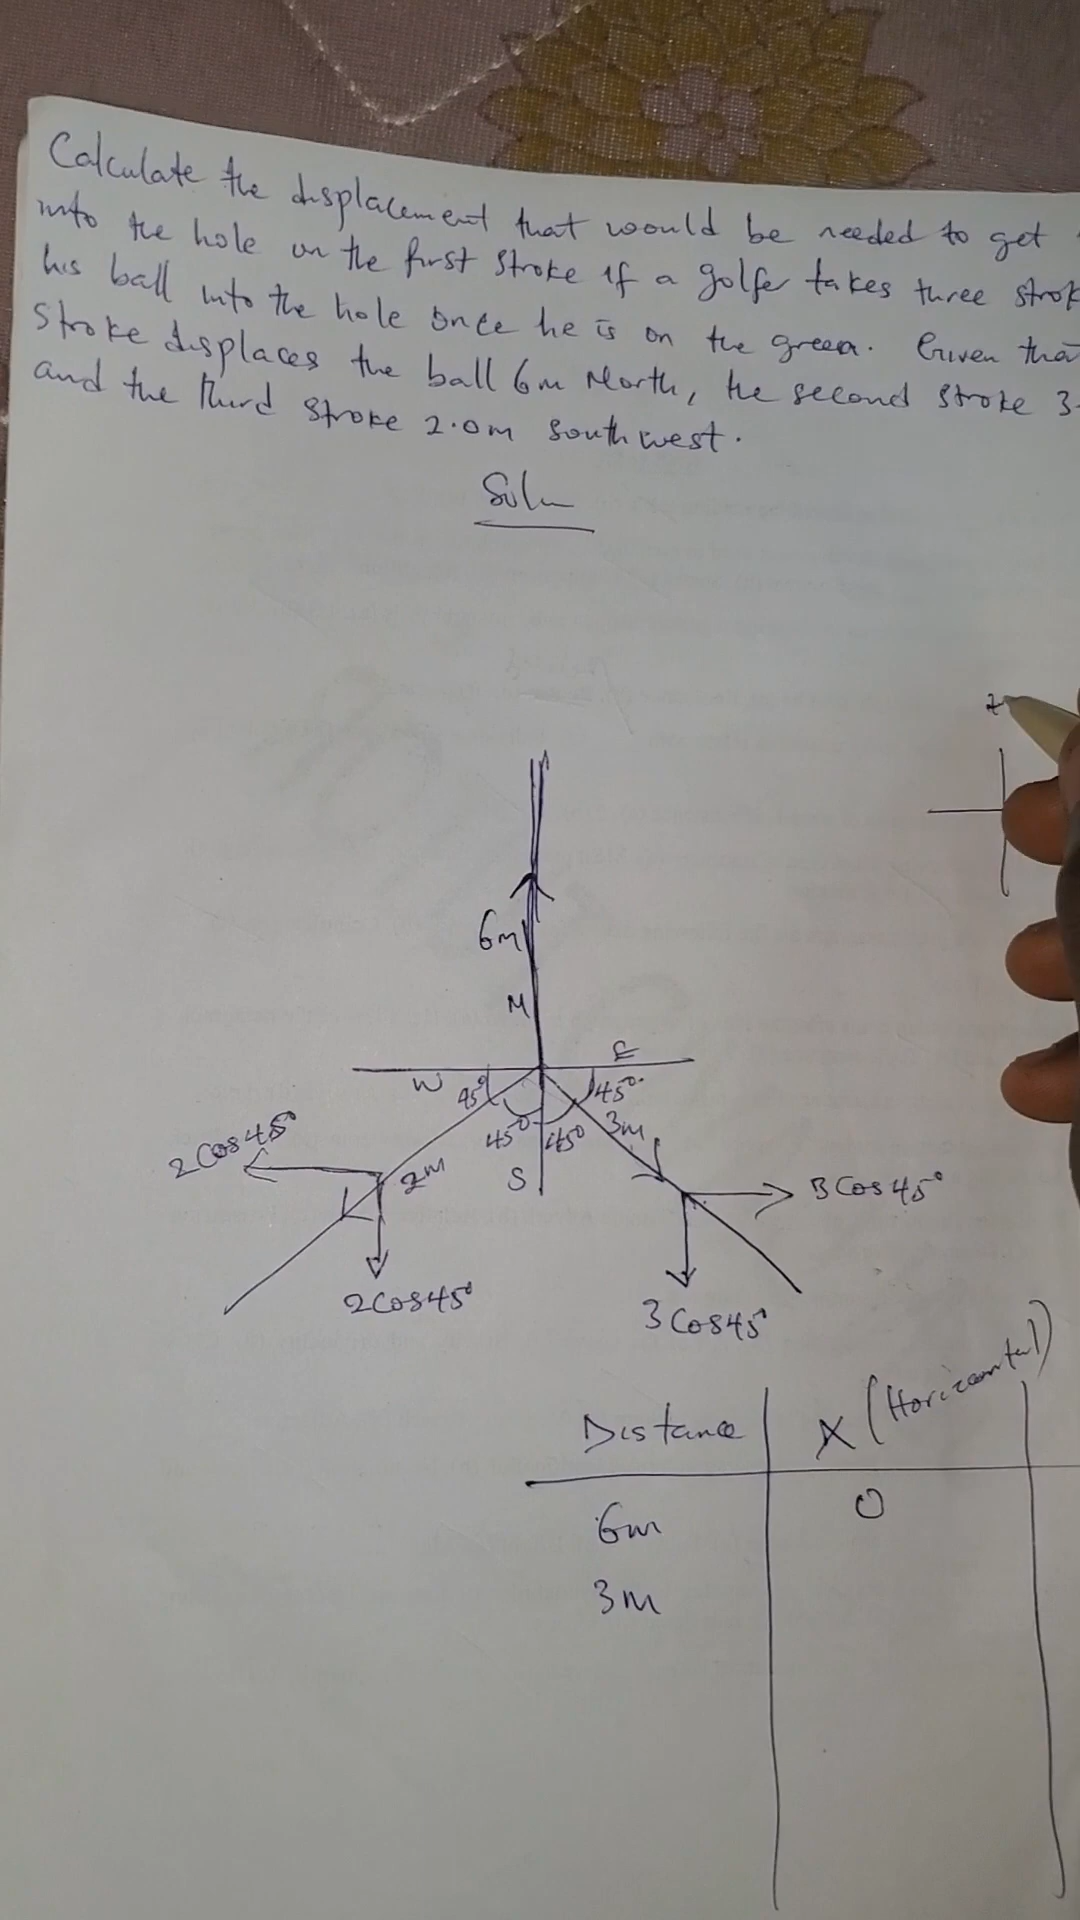 Calculate the displacement that would be needed to get
into the hole on the first stroke if a golfer takes three strok
his ball into the hole once he is on the green. Given tha
Stroke displaces the ball 6m North, the second stroke 3
and the third stroke 2.0m southwest.
Soln
6m
N
W
E
45°
45°
45°
45°
3m
2m
S
2Cos45°
3Cos45°
2Cos45°
3Cos45°
Distance
X (Horizontal)
6m
0
3m